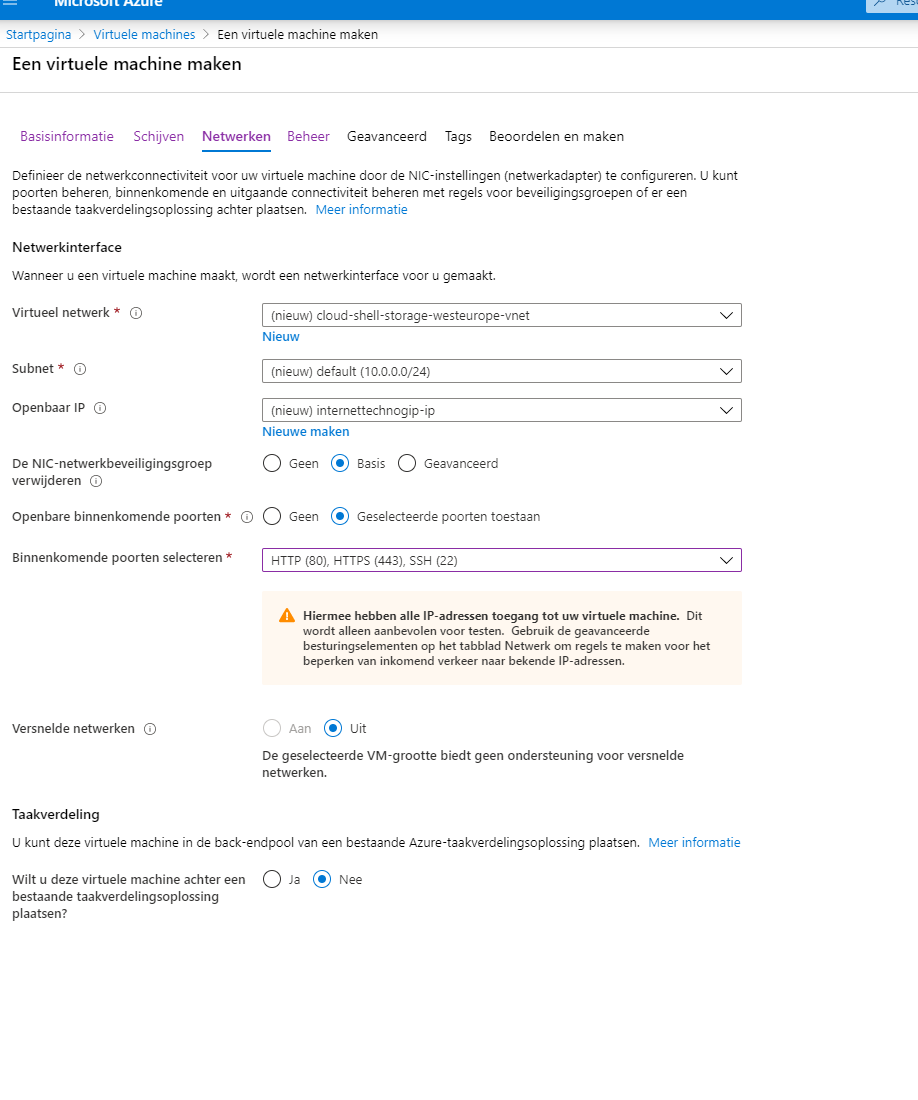 Microsoft Azure
Startpagina > Virtuele machines > Een virtuele machine maken
Een virtuele machine maken
Basisinformatie Schijven Netwerken Beheer Geavanceerd Tags Beoordelen en maken
Definieer de netwerkconnectiviteit voor uw virtuele machine door de NIC-instellingen (netwerkadapter) te configureren. U kunt
poorten beheren, binnenkomende en uitgaande connectiviteit beheren met regels voor beveiligingsgroepen of er een
bestaande taakverdelingsoplossing achter plaatsen. Meer informatie
Netwerkinterface
Wanneer u een virtuele machine maakt, wordt een netwerkinterface voor u gemaakt.
Virtueel netwerk *
(nieuw) cloud-shell-storage-westeurope-vnet
Nieuw
Subnet *
(nieuw) default (10.0.0.0/24)
Openbaar IP
(nieuw) internettechnogip-ip
Nieuwe maken
De NIC-netwerkbeveiligingsgroep
verwijderen
Geen Basis Geavanceerd
Openbare binnenkomende poorten *
Geen Geselecteerde poorten toestaan
Binnenkomende poorten selecteren *
HTTP (80), HTTPS (443), SSH (22)
Hiermee hebben alle IP-adressen toegang tot uw virtuele machine. Dit
wordt alleen aanbevolen voor testen. Gebruik de geavanceerde
besturingselementen op het tabblad Netwerk om regels te maken voor het
beperken van inkomend verkeer naar bekende IP-adressen.
Versnelde netwerken
Aan Uit
De geselecteerde VM-grootte biedt geen ondersteuning voor versnelde
netwerken.
Taakverdeling
U kunt deze virtuele machine in de back-endpool van een bestaande Azure-taakverdelingsoplossing plaatsen. Meer informatie
Wilt u deze virtuele machine achter een
bestaande taakverdelingsoplossing
plaatsen?
Ja Nee